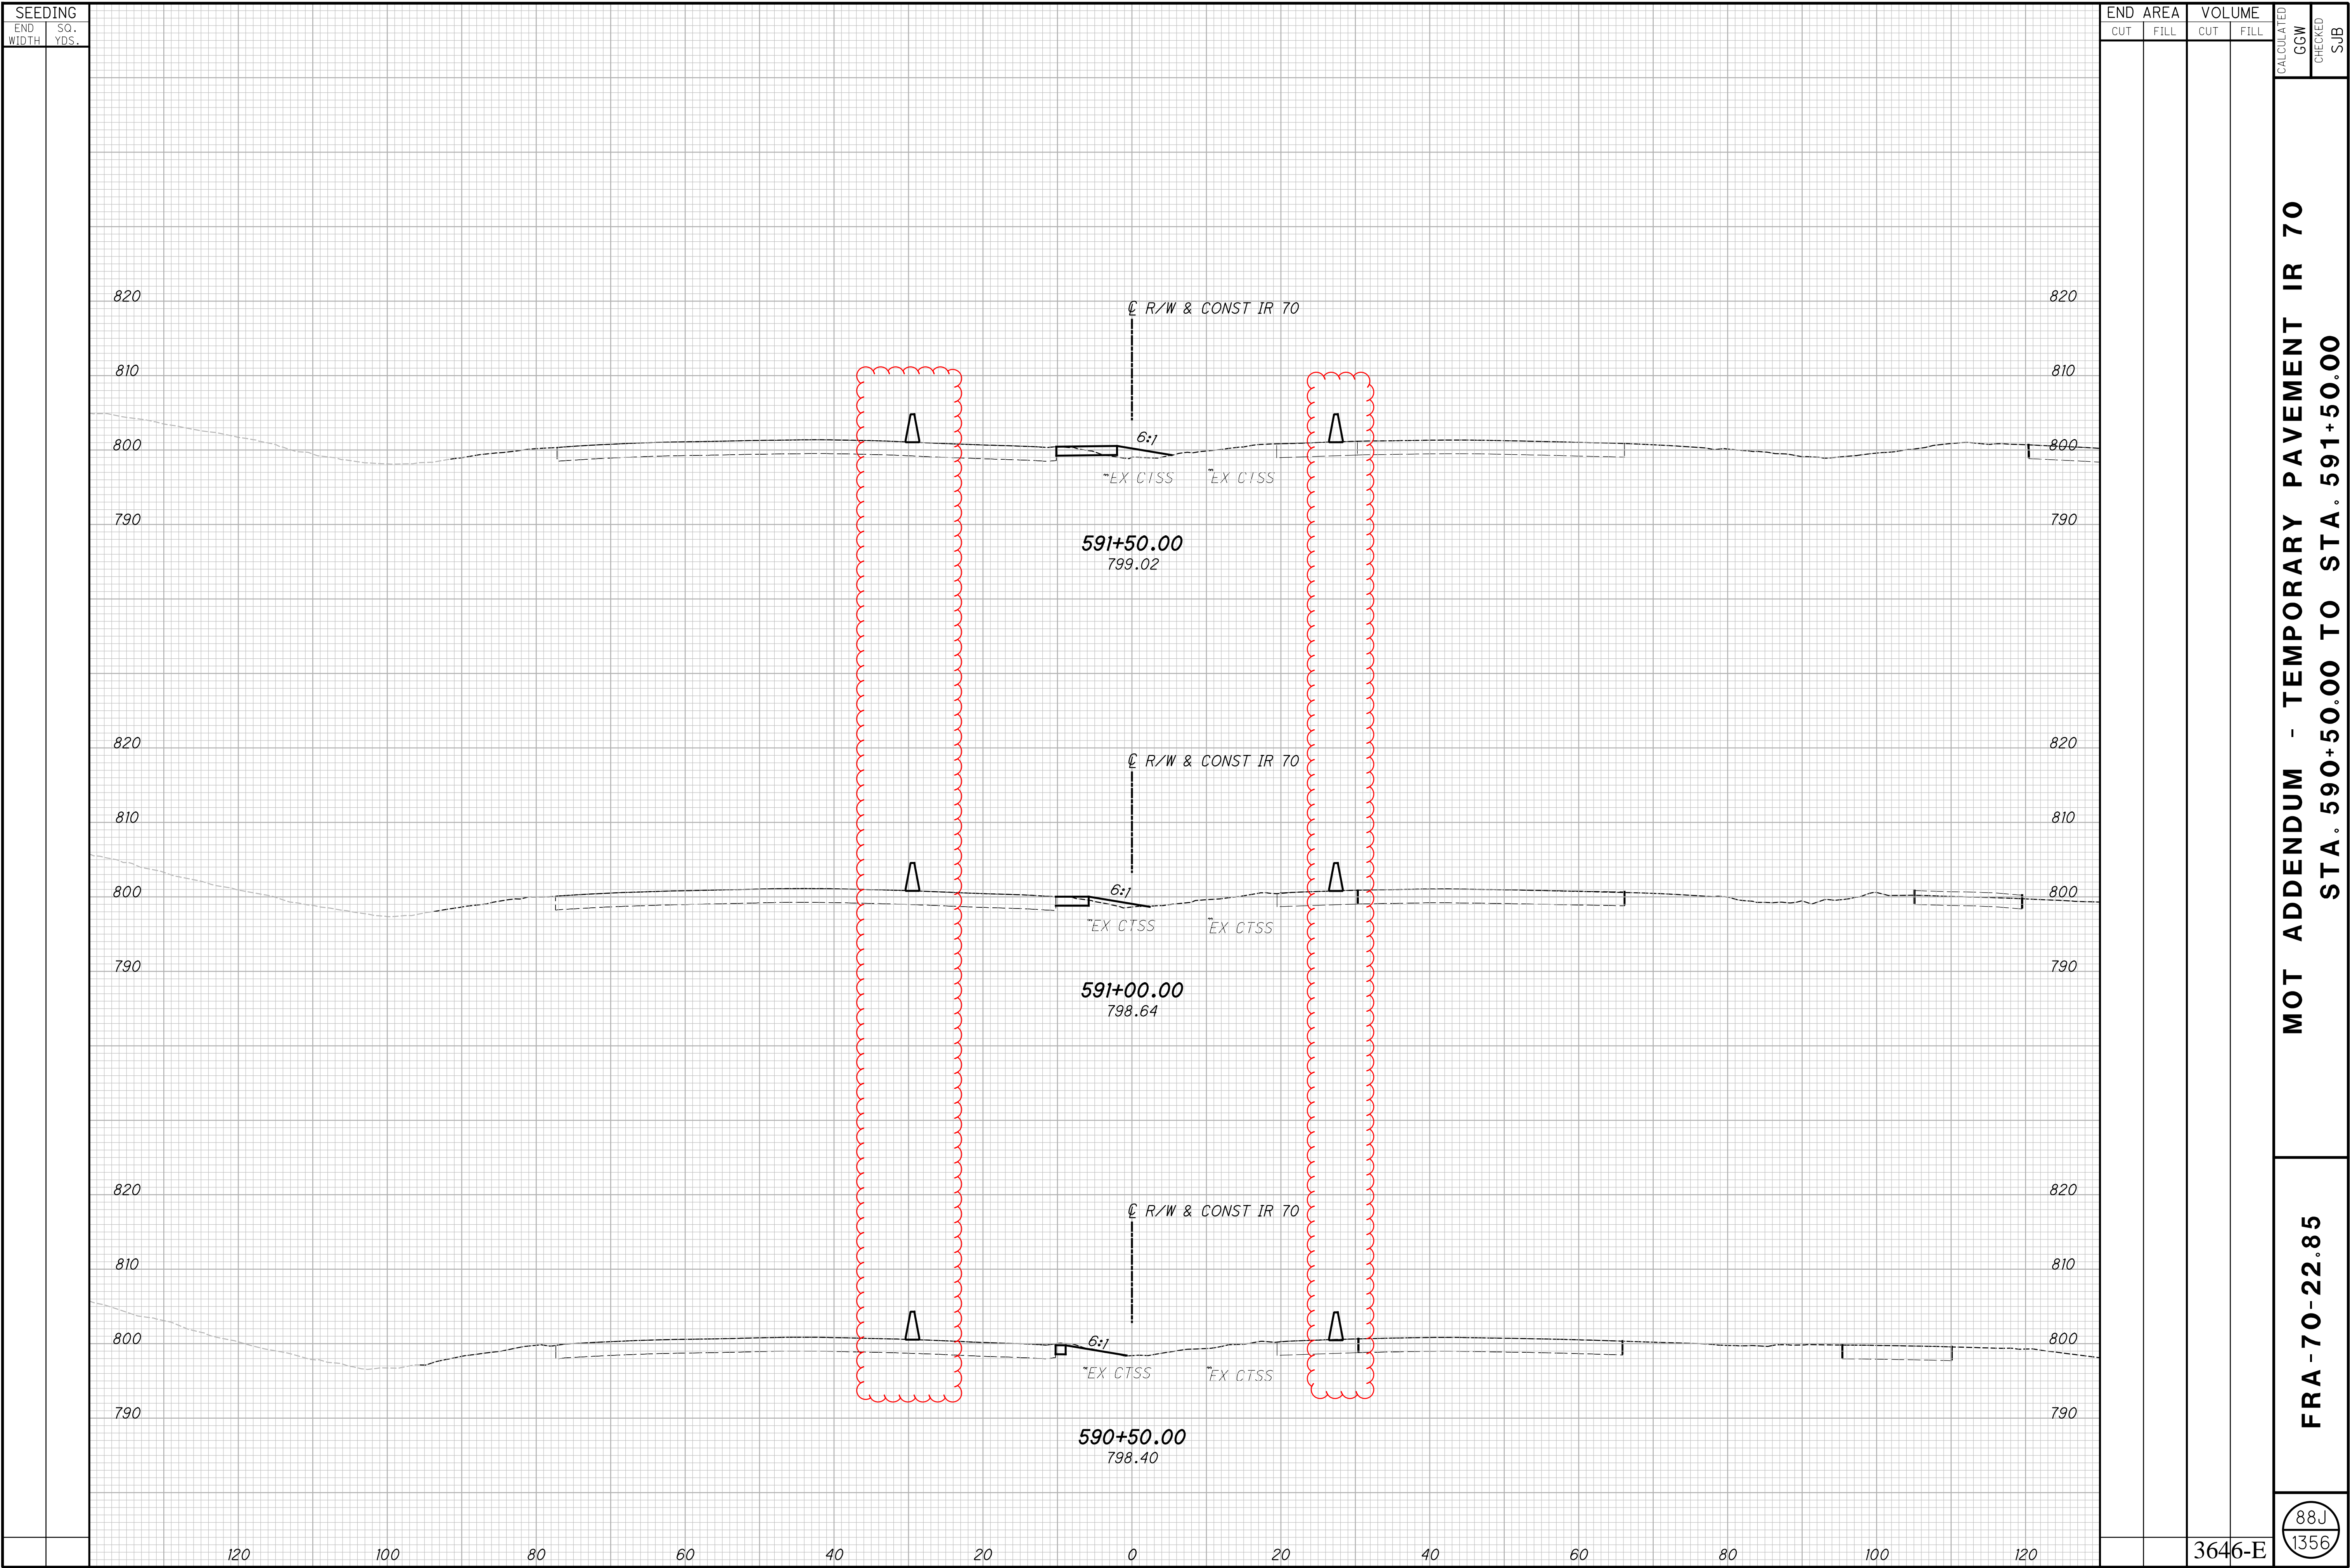 SEEDING
END WIDTH
SQ. YDS.
END AREA
VOLUME
CUT
FILL
CUT
FILL
CALCULATED
GGW
CHECKED
SJB
820
820
℄ R/W & CONST IR 70
810
810
6:1
800
800
EX CTSS
EX CTSS
790
790
591+50.00
799.02
820
820
℄ R/W & CONST IR 70
810
810
6:1
800
800
EX CTSS
EX CTSS
790
790
591+00.00
798.64
820
820
℄ R/W & CONST IR 70
810
810
6:1
800
800
EX CTSS
EX CTSS
790
790
590+50.00
798.40
120 100 80 60 40 20 0 20 40 60 80 100 120
MOT ADDENDUM - TEMPORARY PAVEMENT IR 70
STA. 590+50.00 TO STA. 591+50.00
FRA-70-22.85
88J
1356
3646-E